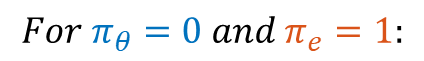 For π_θ = 0 and π_e = 1: